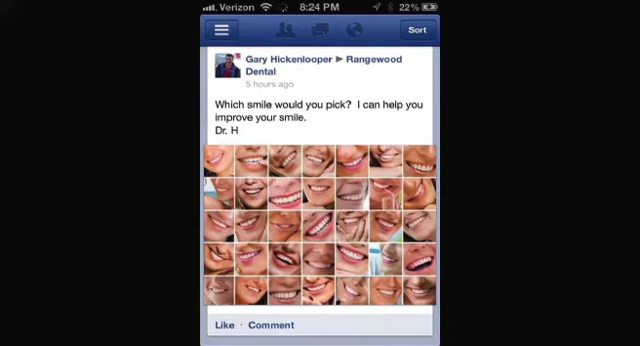 Verizon 8:24 PM 22%
Sort
Gary Hickenlooper ▶ Rangewood
Dental
5 hours ago
Which smile would you pick? I can help you
improve your smile.
Dr. H
Like · Comment